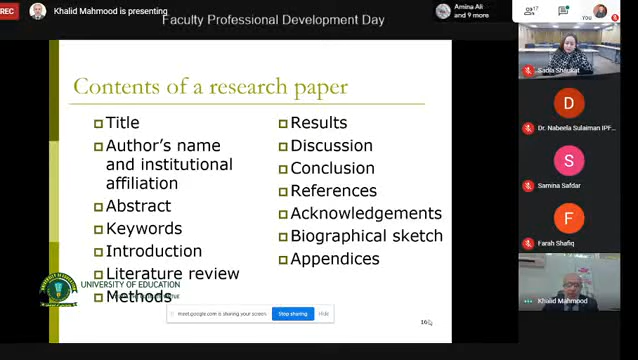 REC
Khalid Mahmood is presenting
Faculty Professional Development Day
Amina Ali
and 9 more
17
You
Contents of a research paper
Title
Author's name
and institutional
affiliation
Abstract
Keywords
Introduction
Literature review
Methods
Results
Discussion
Conclusion
References
Acknowledgements
Biographical sketch
Appendices
UNIVERSITY OF EDUCATION
meet.google.com is sharing your screen.
Stop sharing
Hide
16
Sadia Shaukat
D
Dr. Nabeela Sulaiman IPF...
S
Samina Safdar
F
Farah Shafiq
Khalid Mahmood